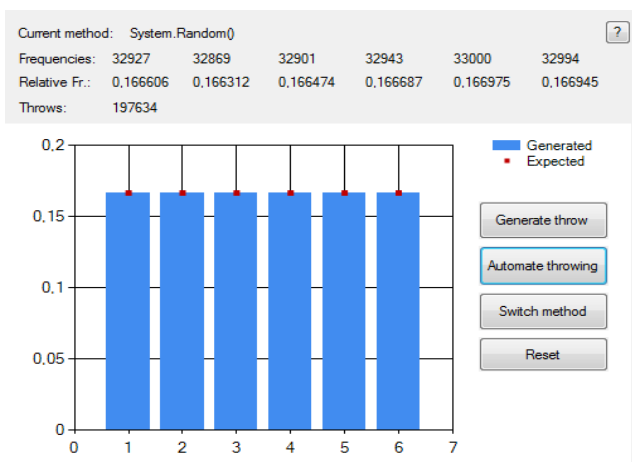 Current method: System.Random()
?
Frequencies: 32927 32869 32901 32943 33000 32994
Relative Fr.: 0,166606 0,166312 0,166474 0,166687 0,166975 0,166945
Throws: 197634
0,2
0,15
0,1
0,05
0
0 1 2 3 4 5 6 7
Generated
Expected
Generate throw
Automate throwing
Switch method
Reset